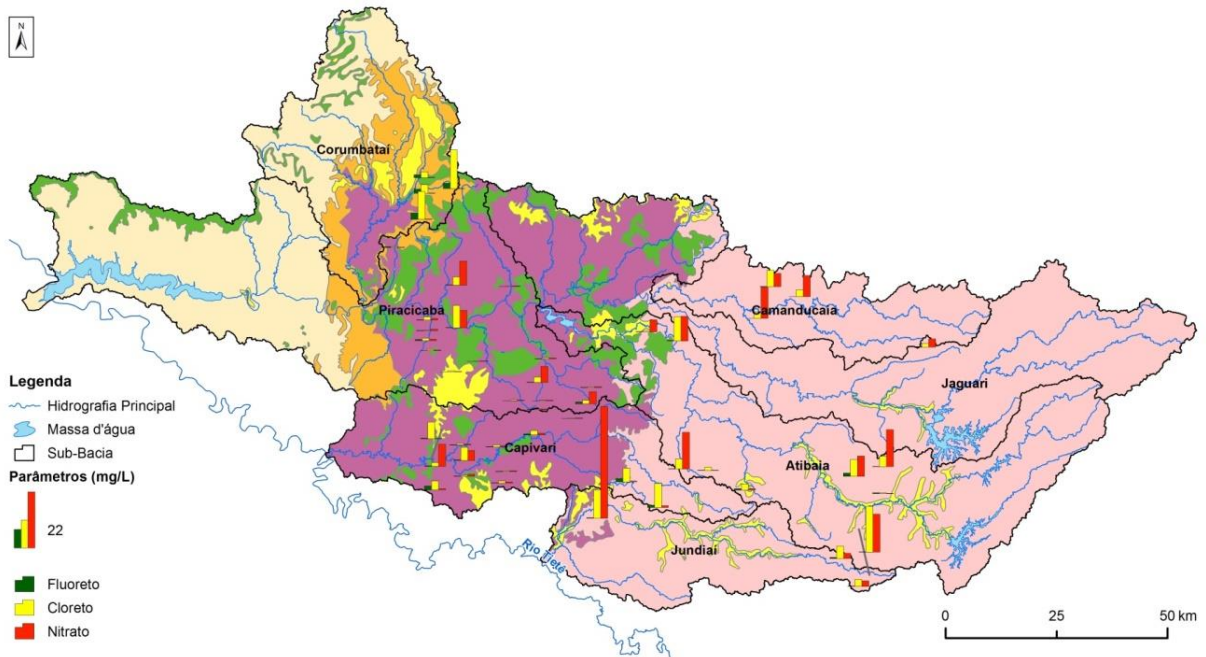 N
Corumbataí
Piracicaba
Camanducaia
Jaguari
Capivari
Atibaia
Jundiaí
Rio Tietê
Legenda
Hidrografia Principal
Massa d'água
Sub-Bacia
Parâmetros (mg/L)
22
Fluoreto
Cloreto
Nitrato
0 25 50 km